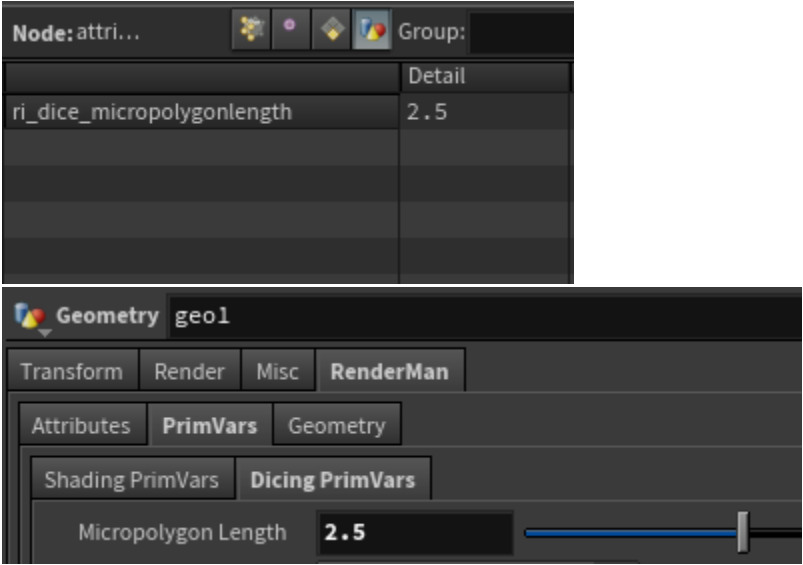 Node: attri... Group:
Detail
ri_dice_micropolygonlength 2.5
Geometry geo1
Transform Render Misc RenderMan
Attributes PrimVars Geometry
Shading PrimVars Dicing PrimVars
Micropolygon Length 2.5